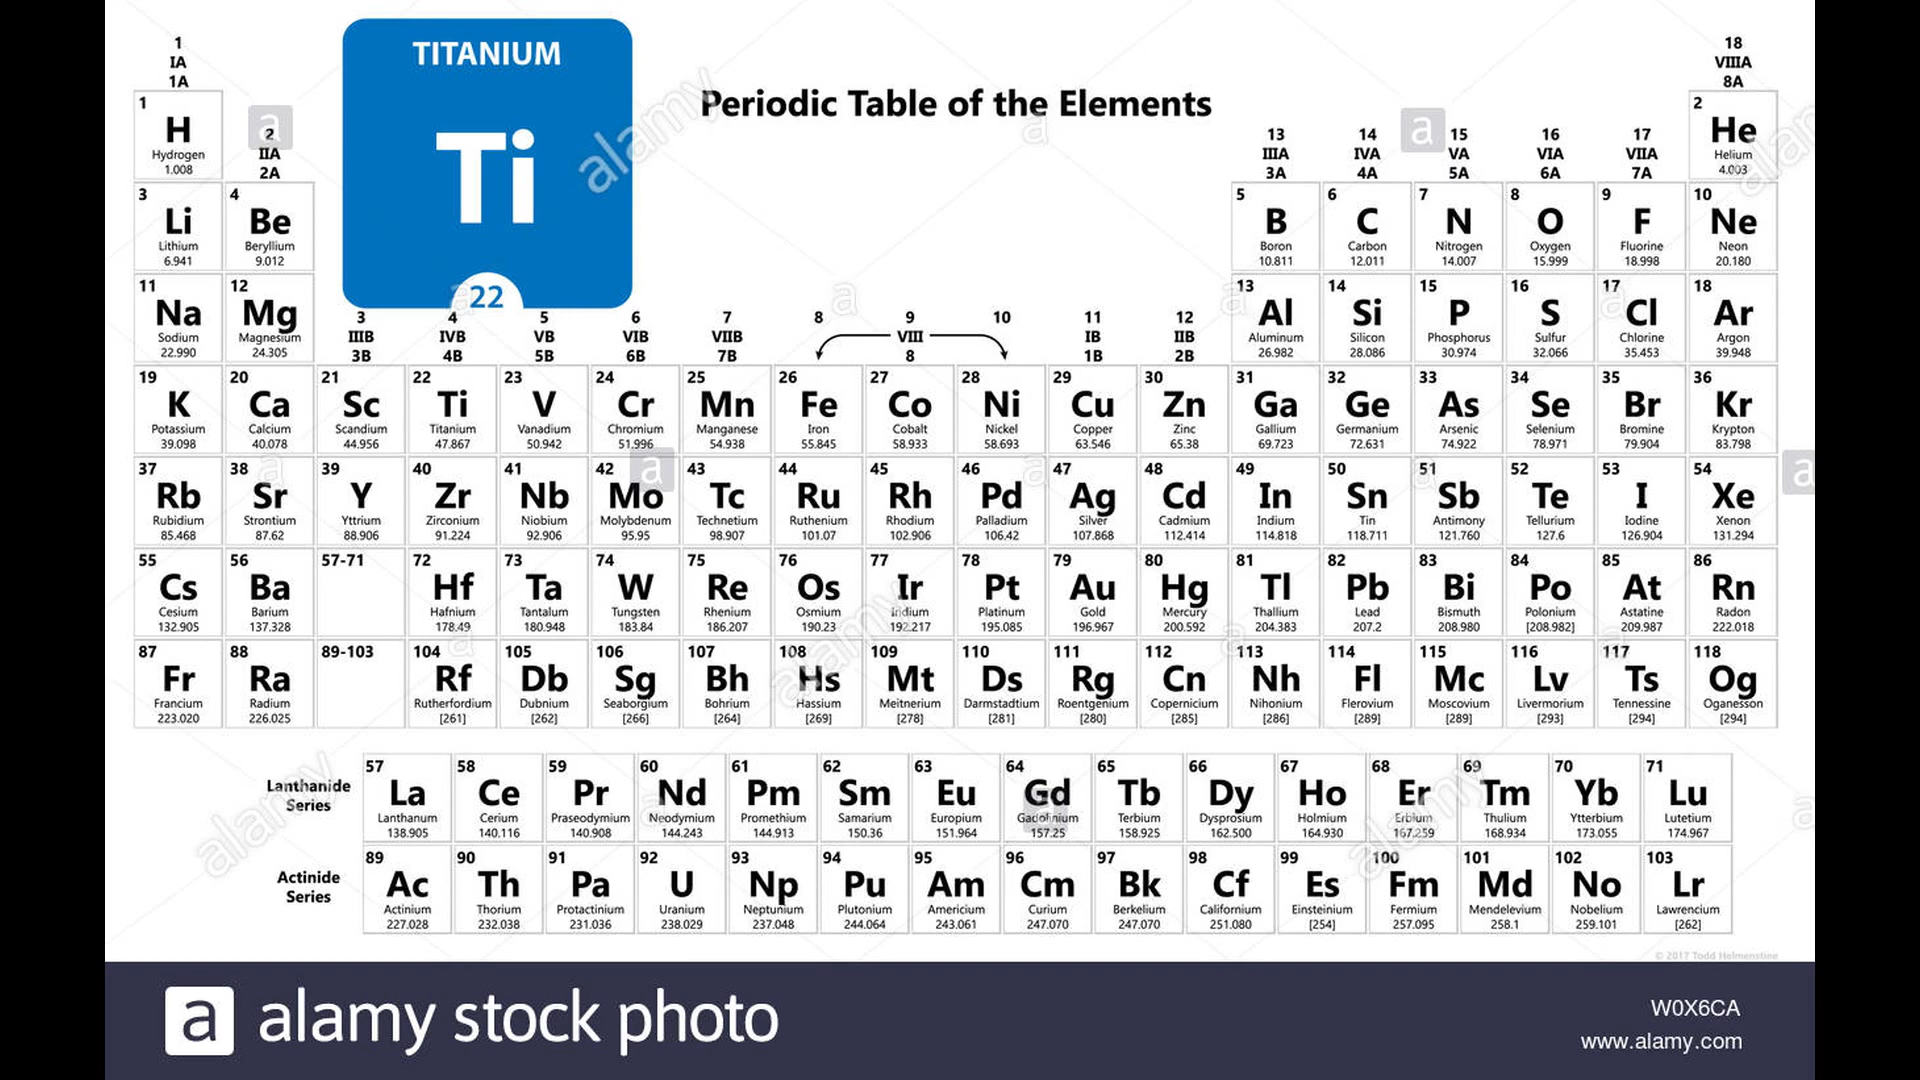 TITANIUM
Ti
22
Periodic Table of the Elements
1
IA
1A
2
IIA
2A
13
IIIA
3A
14
IVA
4A
15
VA
5A
16
VIA
6A
17
VIIA
7A
18
VIIIA
8A
1
H
Hydrogen
1.008
2
He
Helium
4.003
3 4 5 6 7 8 9 10
Li Be B C N O F Ne
Lithium Beryllium Boron Carbon Nitrogen Oxygen Fluorine Neon
6.941 9.012 10.811 12.011 14.007 15.999 18.998 20.180
11 12 13 14 15 16 17 18
Na Mg Al Si P S Cl Ar
Sodium Magnesium Aluminum Silicon Phosphorus Sulfur Chlorine Argon
22.990 24.305 26.982 28.086 30.974 32.066 35.453 39.948
3 4 5 6 7 8 9 10 11 12
IIIB IVB VB VIB VIIB VIII IB IIB
3B 4B 5B 6B 7B 8 1B 2B
19 20 21 22 23 24 25 26 27 28 29 30 31 32 33 34 35 36
K Ca Sc Ti V Cr Mn Fe Co Ni Cu Zn Ga Ge As Se Br Kr
Potassium Calcium Scandium Titanium Vanadium Chromium Manganese Iron Cobalt Nickel Copper Zinc Gallium Germanium Arsenic Selenium Bromine Krypton
39.098 40.078 44.956 47.867 50.942 51.996 54.938 55.845 58.933 58.693 63.546 65.38 69.723 72.631 74.922 78.971 79.904 83.798
37 38 39 40 41 42 43 44 45 46 47 48 49 50 51 52 53 54
Rb Sr Y Zr Nb Mo Tc Ru Rh Pd Ag Cd In Sn Sb Te I Xe
Rubidium Strontium Yttrium Zirconium Niobium Molybdenum Technetium Ruthenium Rhodium Palladium Silver Cadmium Indium Tin Antimony Tellurium Iodine Xenon
85.468 87.62 88.906 91.224 92.906 95.95 98.907 101.07 102.906 106.42 107.868 112.414 114.818 118.711 121.760 127.6 126.904 131.294
55 56 57-71 72 73 74 75 76 77 78 79 80 81 82 83 84 85 86
Cs Ba Hf Ta W Re Os Ir Pt Au Hg Tl Pb Bi Po At Rn
Cesium Barium Hafnium Tantalum Tungsten Rhenium Osmium Iridium Platinum Gold Mercury Thallium Lead Bismuth Polonium Astatine Radon
132.905 137.328 178.49 180.948 183.84 186.207 190.23 192.217 195.085 196.967 200.592 204.383 207.2 208.980 [208.982] 209.987 222.018
87 88 89-103 104 105 106 107 108 109 110 111 112 113 114 115 116 117 118
Fr Ra Rf Db Sg Bh Hs Mt Ds Rg Cn Nh Fl Mc Lv Ts Og
Francium Radium Rutherfordium Dubnium Seaborgium Bohrium Hassium Meitnerium Darmstadtium Roentgenium Copernicium Nihonium Flerovium Moscovium Livermorium Tennessine Oganesson
223.020 226.025 [261] [262] [266] [264] [269] [278] [281] [280] [285] [286] [289] [289] [293] [294] [294]
Lanthanide
Series
57 58 59 60 61 62 63 64 65 66 67 68 69 70 71
La Ce Pr Nd Pm Sm Eu Gd Tb Dy Ho Er Tm Yb Lu
Lanthanum Cerium Praseodymium Neodymium Promethium Samarium Europium Gadolinium Terbium Dysprosium Holmium Erbium Thulium Ytterbium Lutetium
138.905 140.116 140.908 144.243 144.913 150.36 151.964 157.25 158.925 162.500 164.930 167.259 168.934 173.055 174.967
Actinide
Series
89 90 91 92 93 94 95 96 97 98 99 100 101 102 103
Ac Th Pa U Np Pu Am Cm Bk Cf Es Fm Md No Lr
Actinium Thorium Protactinium Uranium Neptunium Plutonium Americium Curium Berkelium Californium Einsteinium Fermium Mendelevium Nobelium Lawrencium
227.028 232.038 231.036 238.029 237.048 244.064 243.061 247.070 247.070 251.080 [254] 257.095 258.1 259.101 [262]
© 2017 Todd Helmenstine
alamy
alamy
alamy
alamy
alamy
a alamy stock photo
W0X6CA
www.alamy.com